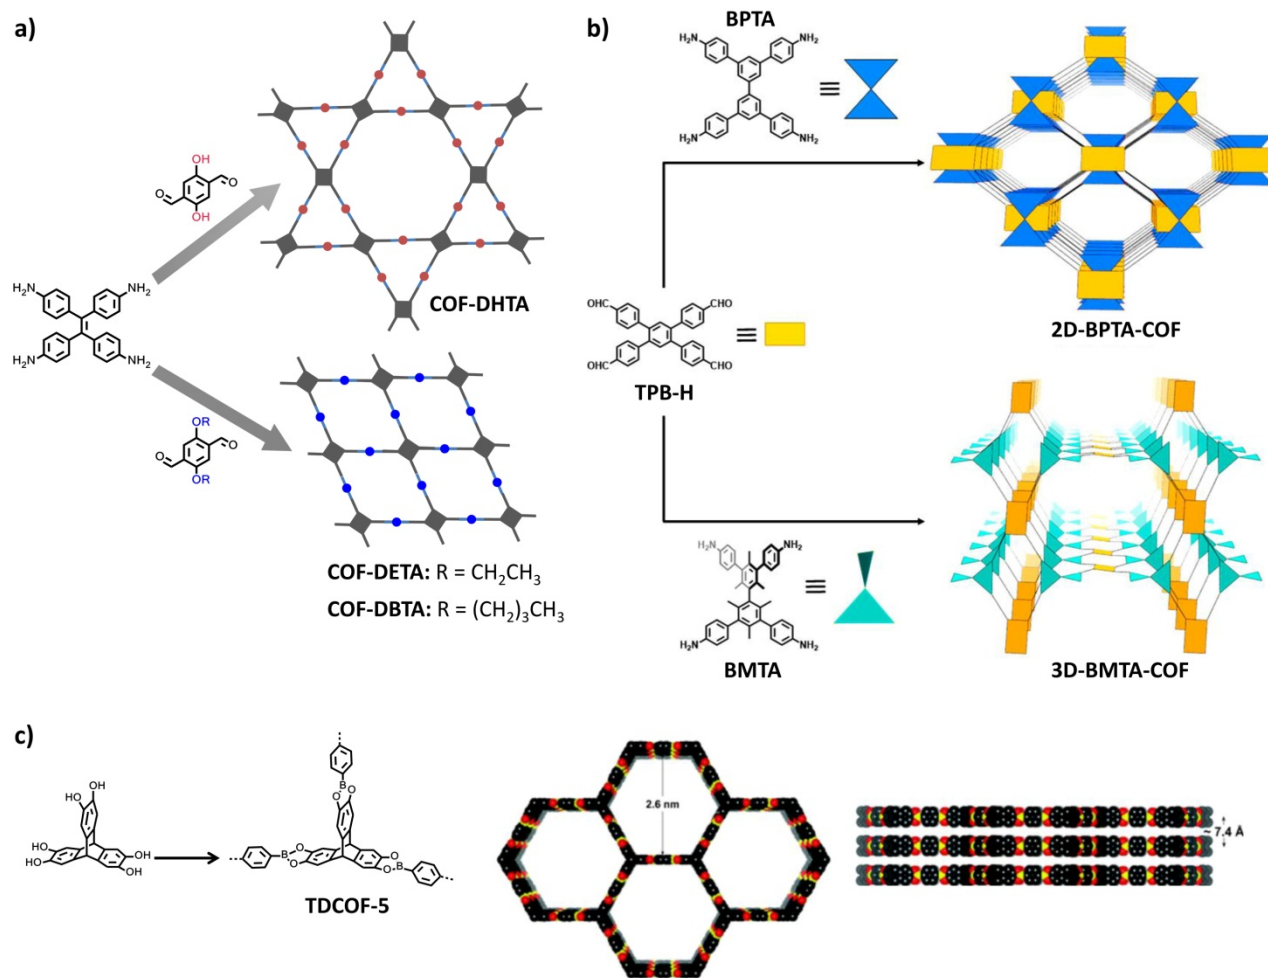 a)
OH
O
O
OH
H₂N
NH₂
H₂N
NH₂
COF-DHTA
OR
O
O
OR
COF-DETA: R = CH₂CH₃
COF-DBTA: R = (CH₂)₃CH₃
b)
BPTA
H₂N
NH₂
H₂N
NH₂
≡
2D-BPTA-COF
OHC
CHO
OHC
CHO
≡
TPB-H
H₂N
NH₂
H₂N
NH₂
≡
BMTA
3D-BMTA-COF
c)
OH
HO
HO
HO
OH
OH
B
O
O
O
B
O
O
B
O
TDCOF-5
2.6 nm
~ 7.4 Å